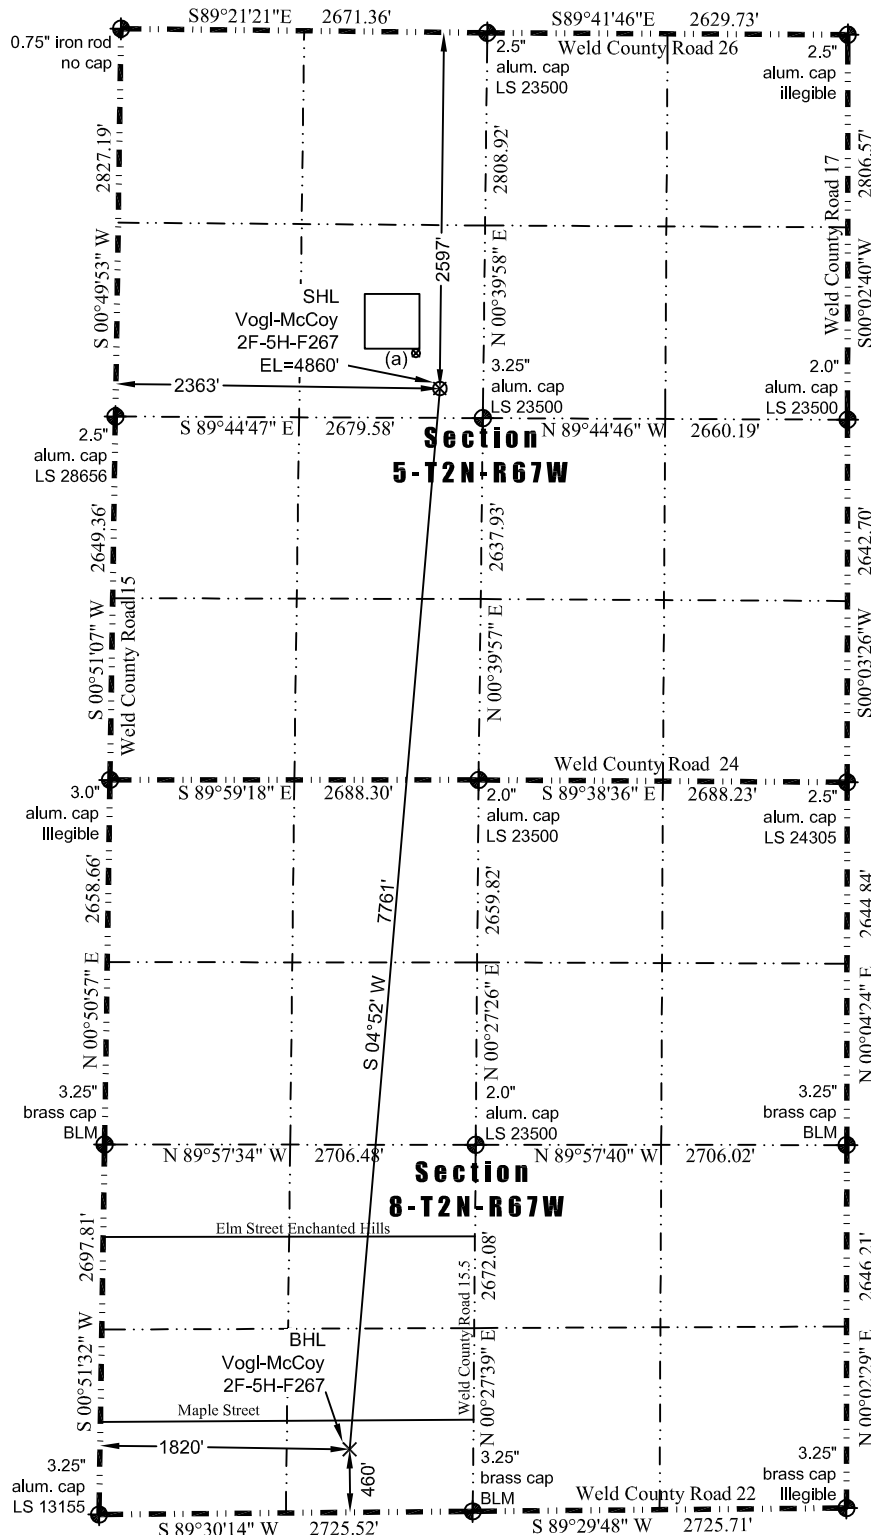 S89°21'21"E 2671.36'
S89°41'46"E 2629.73'
Weld County Road 26
0.75" iron rod
no cap
2.5"
alum. cap
LS 23500
2.5"
alum. cap
illegible
2827.19'
S 00°49'53" W
2808.92'
N 00°39'58" E
2806.57'
S00°02'40"W
Weld County Road 17
2597'
SHL
Vogl-McCoy
2F-5H-F267
EL=4860'
(a)
2363'
3.25"
alum. cap
LS 23500
2.0"
alum. cap
LS 23500
S 89°44'47" E 2679.58'
N 89°44'46" W 2660.19'
2.5"
alum. cap
LS 28656
Section
5-T2N-R67W
2649.36'
S 00°51'07" W
Weld County Road 15
2637.93'
N 00°39'57" E
2642.70'
S00°03'26"W
Weld County Road 24
S 89°59'18" E 2688.30'
S 89°38'36" E 2688.23'
3.0"
alum. cap
Illegible
2.0"
alum. cap
LS 23500
2.5"
alum. cap
LS 24305
2658.66'
N 00°50'57" E
7761'
S 04°52' W
2659.82'
N 00°27'26" E
2644.84'
N 00°04'24" E
3.25"
brass cap
BLM
2.0"
alum. cap
LS 23500
3.25"
brass cap
BLM
N 89°57'34" W 2706.48'
N 89°57'40" W 2706.02'
Section
8-T2N-R67W
Elm Street Enchanted Hills
2697.81'
S 00°51'32" W
2672.08'
N 00°27'39" E
Weld County Road 15.5
2646.21'
N 00°02'29" E
BHL
Vogl-McCoy
2F-5H-F267
Maple Street
1820'
460'
3.25"
alum. cap
LS 13155
3.25"
brass cap
BLM
3.25"
brass cap
Illegible
Weld County Road 22
S 89°30'14" W 2725.52'
S 89°29'48" W 2725.71'